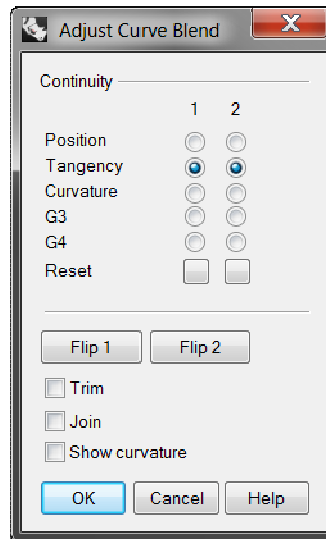 Adjust Curve Blend
Continuity
1 2
Position
Tangency
Curvature
G3
G4
Reset
Flip 1 Flip 2
Trim
Join
Show curvature
OK Cancel Help